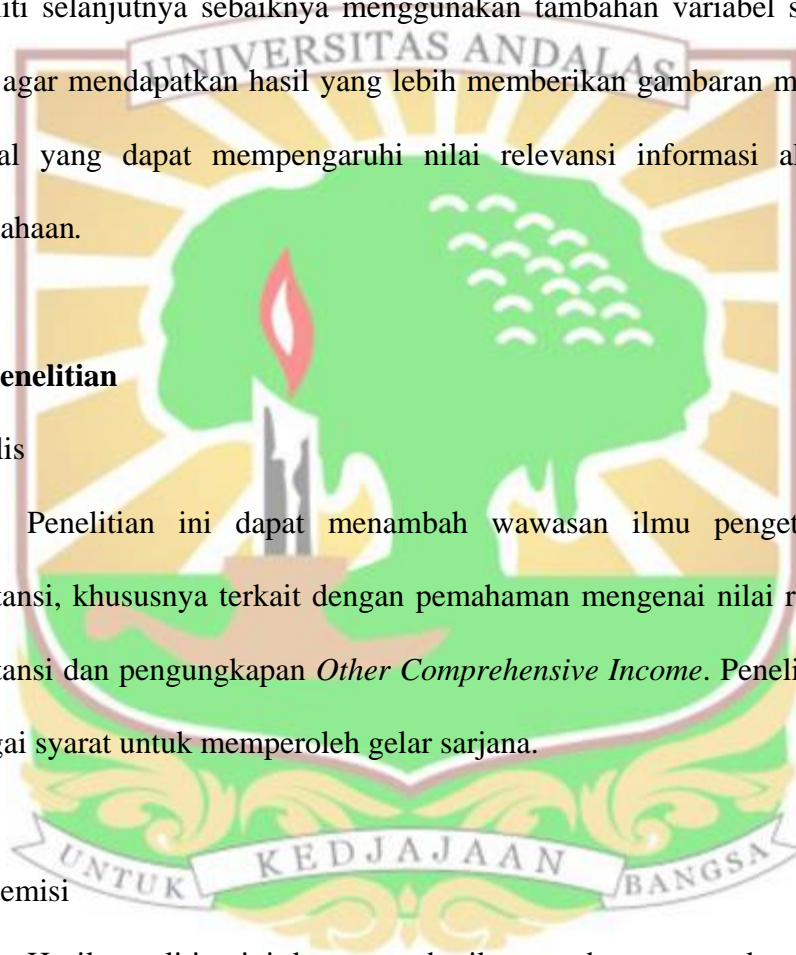 liti selanjutnya sebaiknya menggunakan tambahan variabel s
UNIVERSITAS ANDALAS
agar mendapatkan hasil yang lebih memberikan gambaran m
al yang dapat mempengaruhi nilai relevansi informasi a
ahaan.
enelitian
lis
Penelitian ini dapat menambah wawasan ilmu penget
tansi, khususnya terkait dengan pemahaman mengenai nilai r
tansi dan pengungkapan Other Comprehensive Income. Peneli
gai syarat untuk memperoleh gelar sarjana.
UNTUK KEDJAJAAN BANGSA
emisi